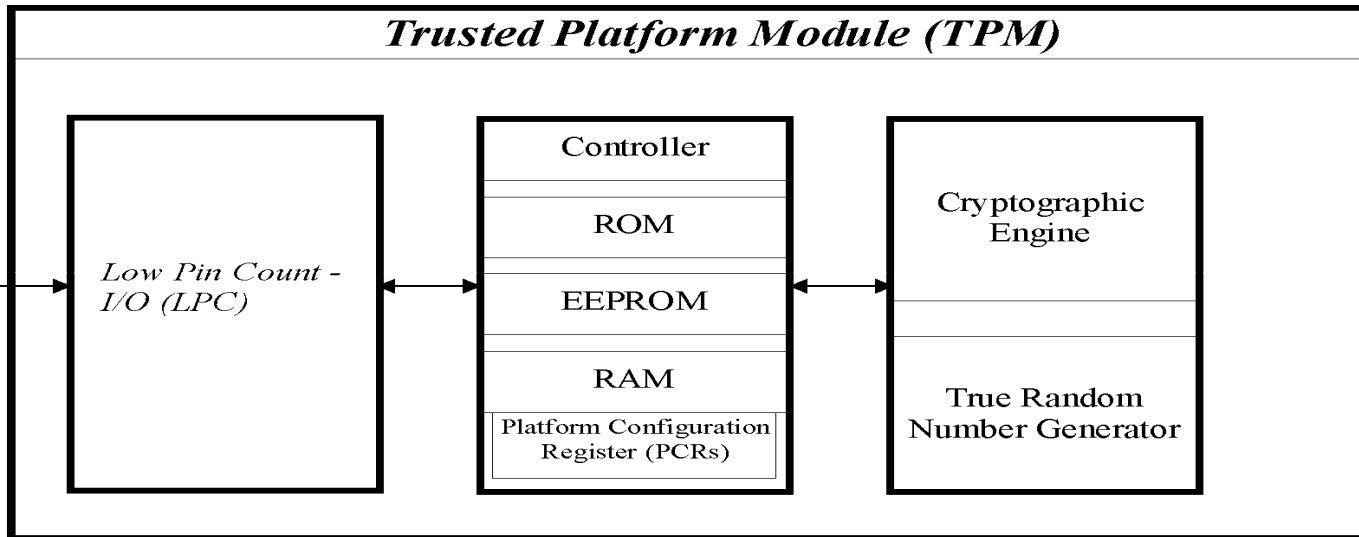 Trusted Platform Module (TPM)
Low Pin Count -
I/O (LPC)
Controller
ROM
EEPROM
RAM
Platform Configuration
Register (PCRs)
Cryptographic
Engine
True Random
Number Generator